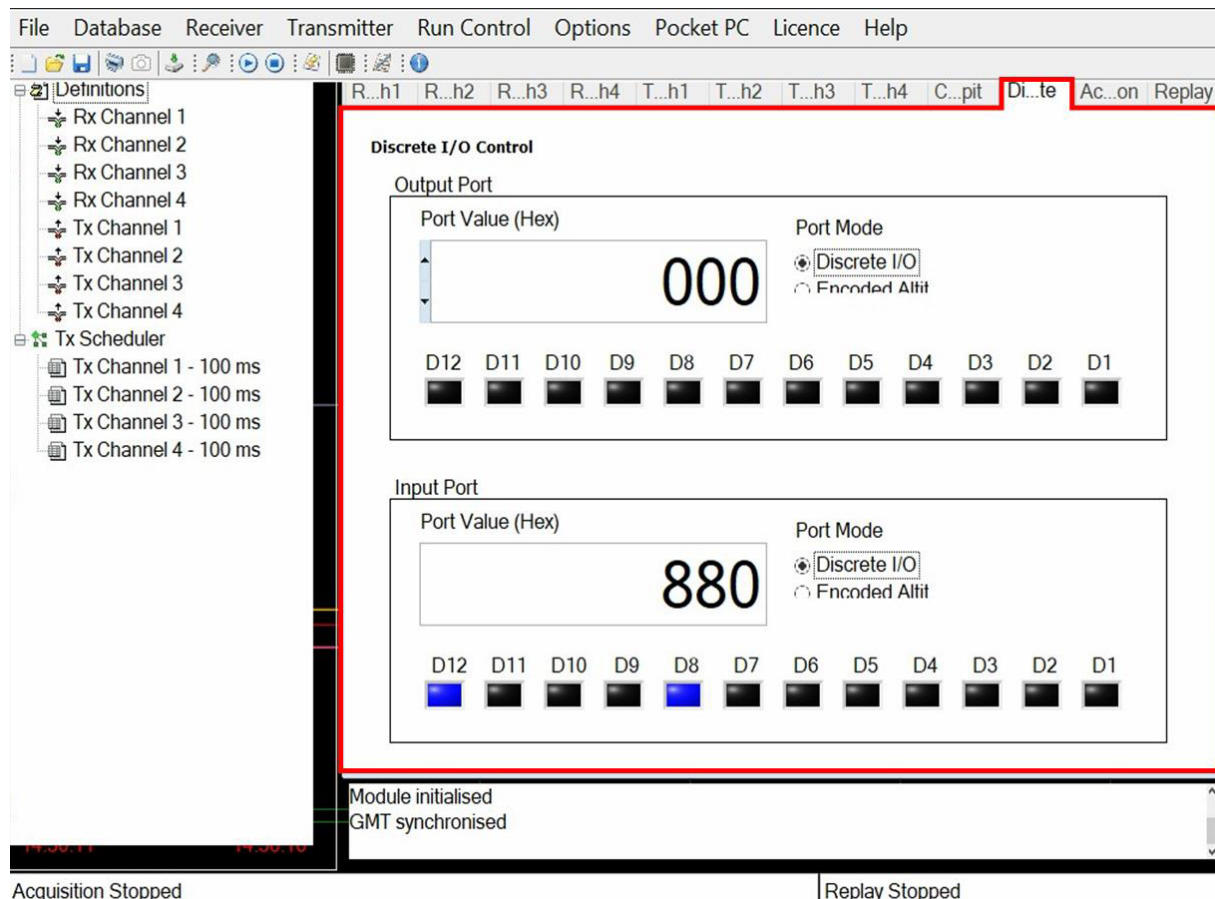 File Database Receiver Transmitter Run Control Options Pocket PC Licence Help
Definitions
Rx Channel 1
Rx Channel 2
Rx Channel 3
Rx Channel 4
Tx Channel 1
Tx Channel 2
Tx Channel 3
Tx Channel 4
Tx Scheduler
Tx Channel 1 - 100 ms
Tx Channel 2 - 100 ms
Tx Channel 3 - 100 ms
Tx Channel 4 - 100 ms
R...h1 R...h2 R...h3 R...h4 T...h1 T...h2 T...h3 T...h4 C...pit Di...te Ac...on Replay
Discrete I/O Control
Output Port
Port Value (Hex)
000
Port Mode
Discrete I/O
Encoded Altit
D12 D11 D10 D9 D8 D7 D6 D5 D4 D3 D2 D1
Input Port
Port Value (Hex)
880
Port Mode
Discrete I/O
Encoded Altit
D12 D11 D10 D9 D8 D7 D6 D5 D4 D3 D2 D1
Module initialised
GMT synchronised
Acquisition Stopped
Replay Stopped